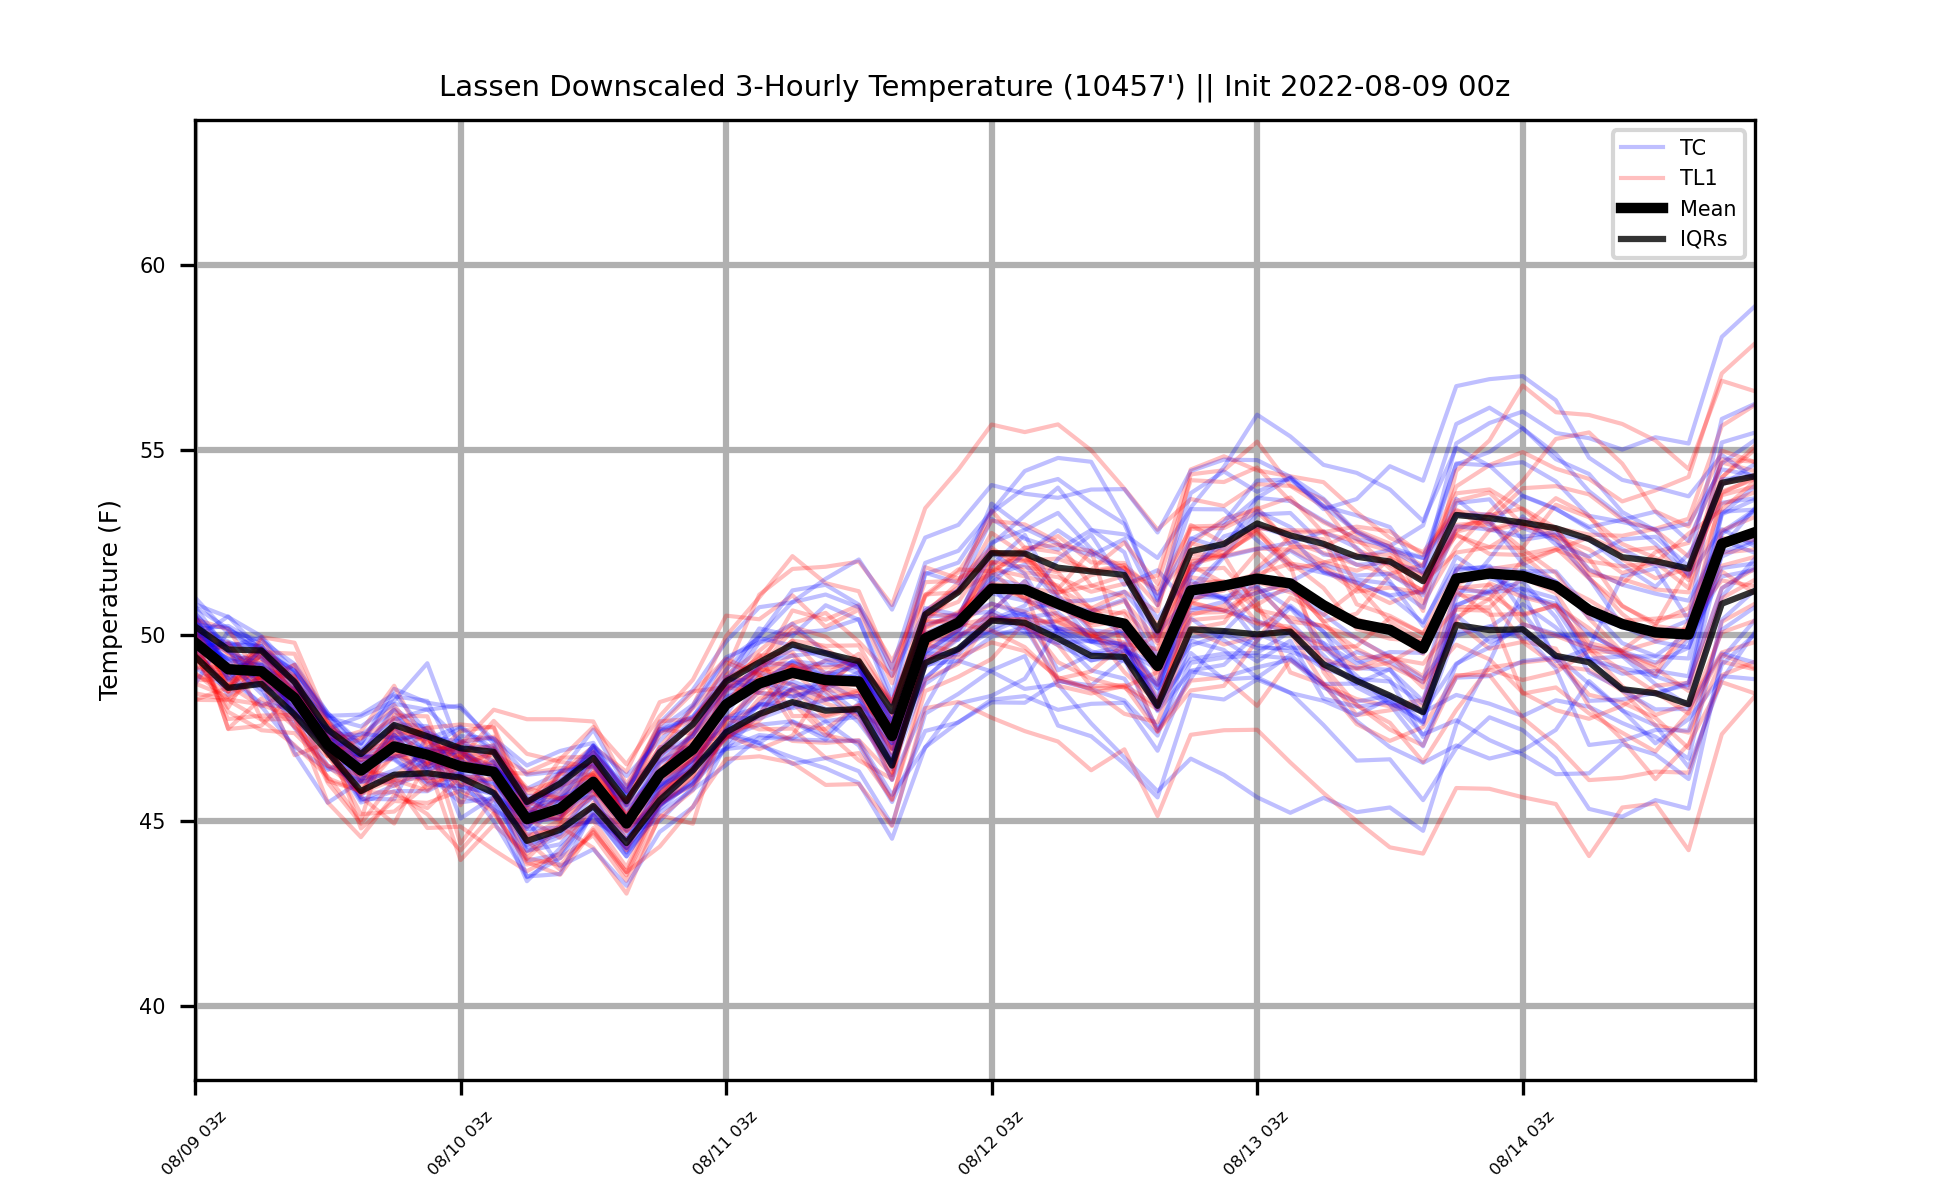 Lassen Downscaled 3-Hourly Temperature (10457') || Init 2022-08-09 00z
TC
TL1
Mean
IQRs
Temperature (F)
60
55
50
45
40
08/09 03z
08/10 03z
08/11 03z
08/12 03z
08/13 03z
08/14 03z